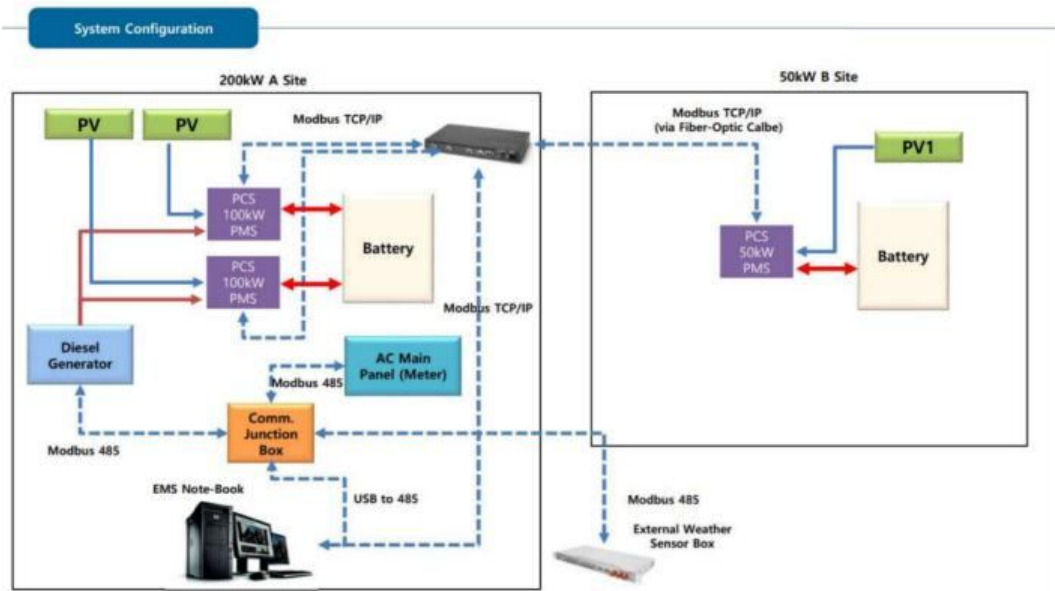 System Configuration
200kW A Site
50kW B Site
PV
PV
Modbus TCP/IP
Modbus TCP/IP
(via Fiber-Optic Calbe)
PV1
PCS
100kW
PMS
Battery
PCS
50kW
PMS
Battery
PCS
100kW
PMS
Modbus TCP/IP
Diesel
Generator
AC Main
Panel (Meter)
Modbus 485
Comm.
Junction
Box
Modbus 485
EMS Note-Book
USB to 485
Modbus 485
External Weather
Sensor Box